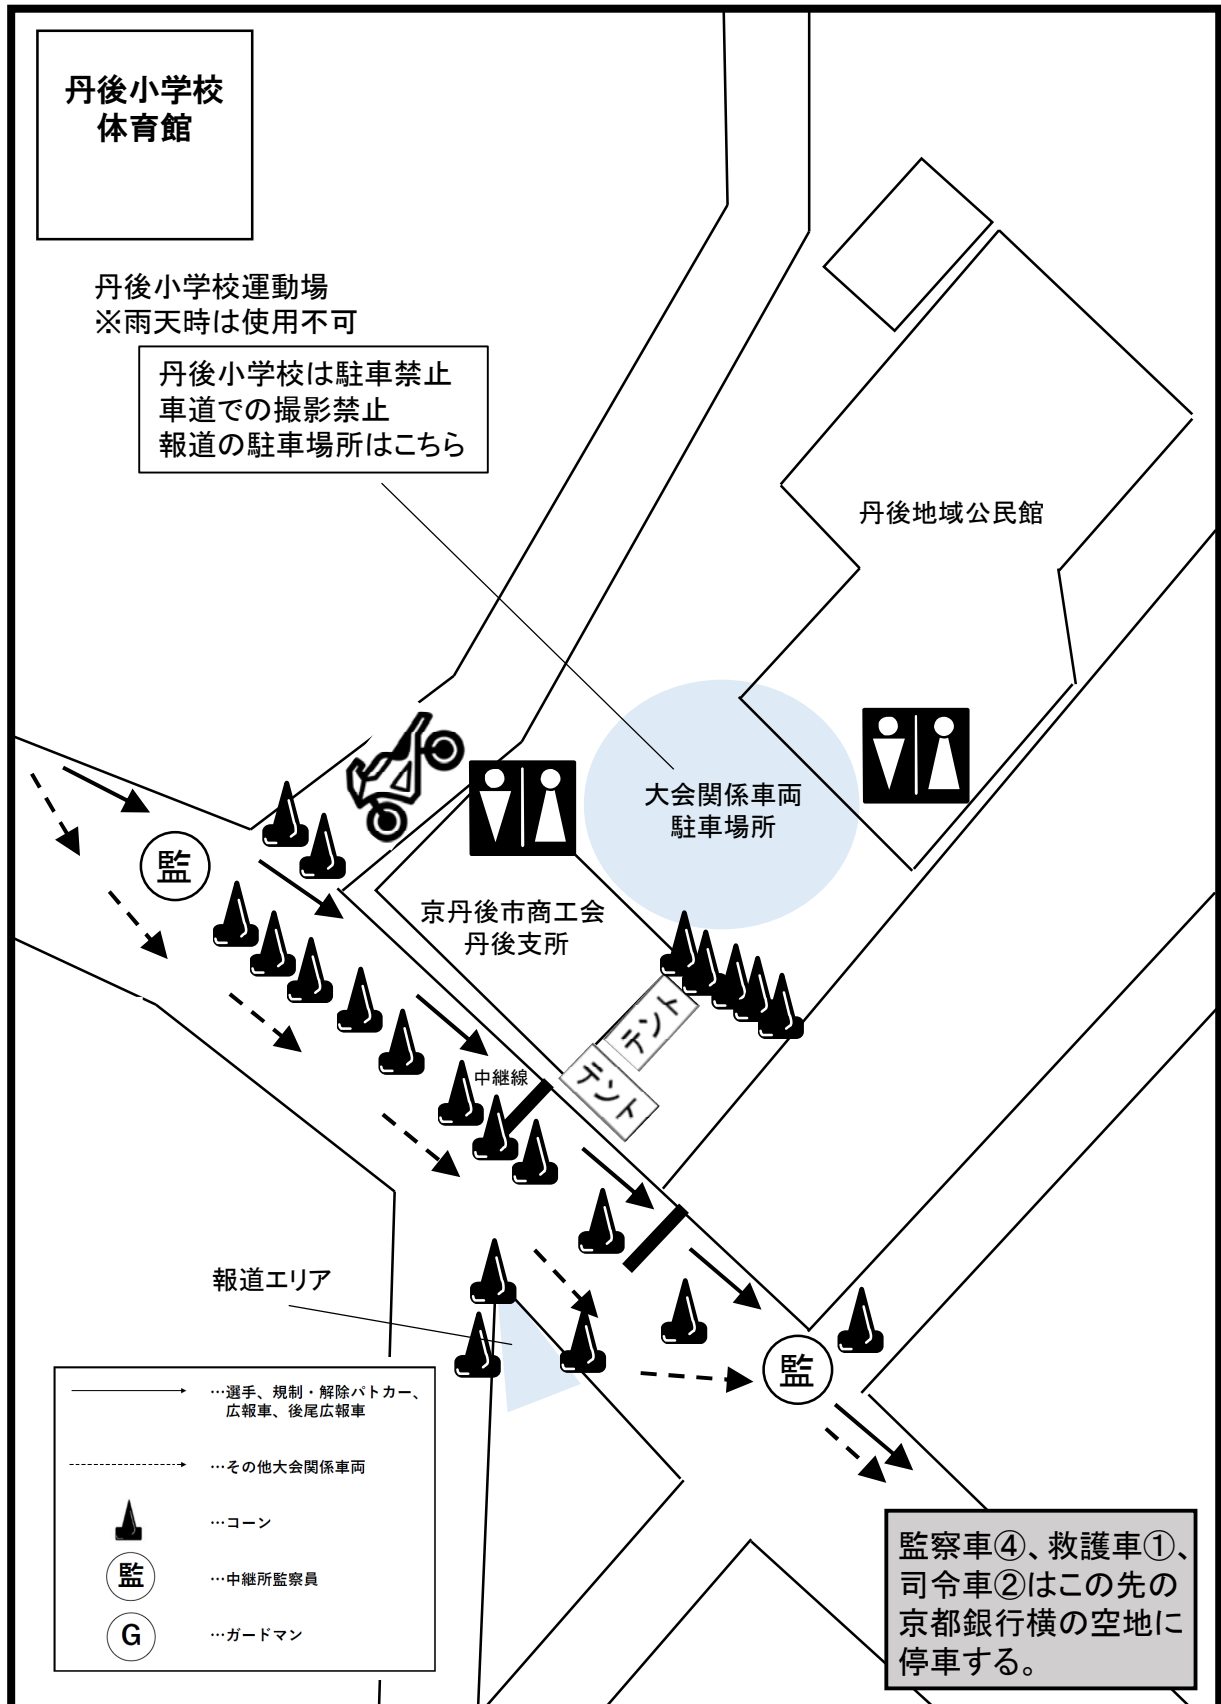 丹後小学校
体育館
丹後小学校運動場
※雨天時は使用不可
丹後小学校は駐車禁止
車道での撮影禁止
報道の駐車場所はこちら
丹後地域公民館
大会関係車両
駐車場所
監
京丹後市商工会
丹後支所
テント
テント
中継線
報道エリア
監
…選手、規制・解除パトカー、
広報車、後尾広報車
…その他大会関係車両
…コーン
監
…中継所監察員
G
…ガードマン
監察車④、救護車①、
司令車②はこの先の
京都銀行横の空地に
停車する。